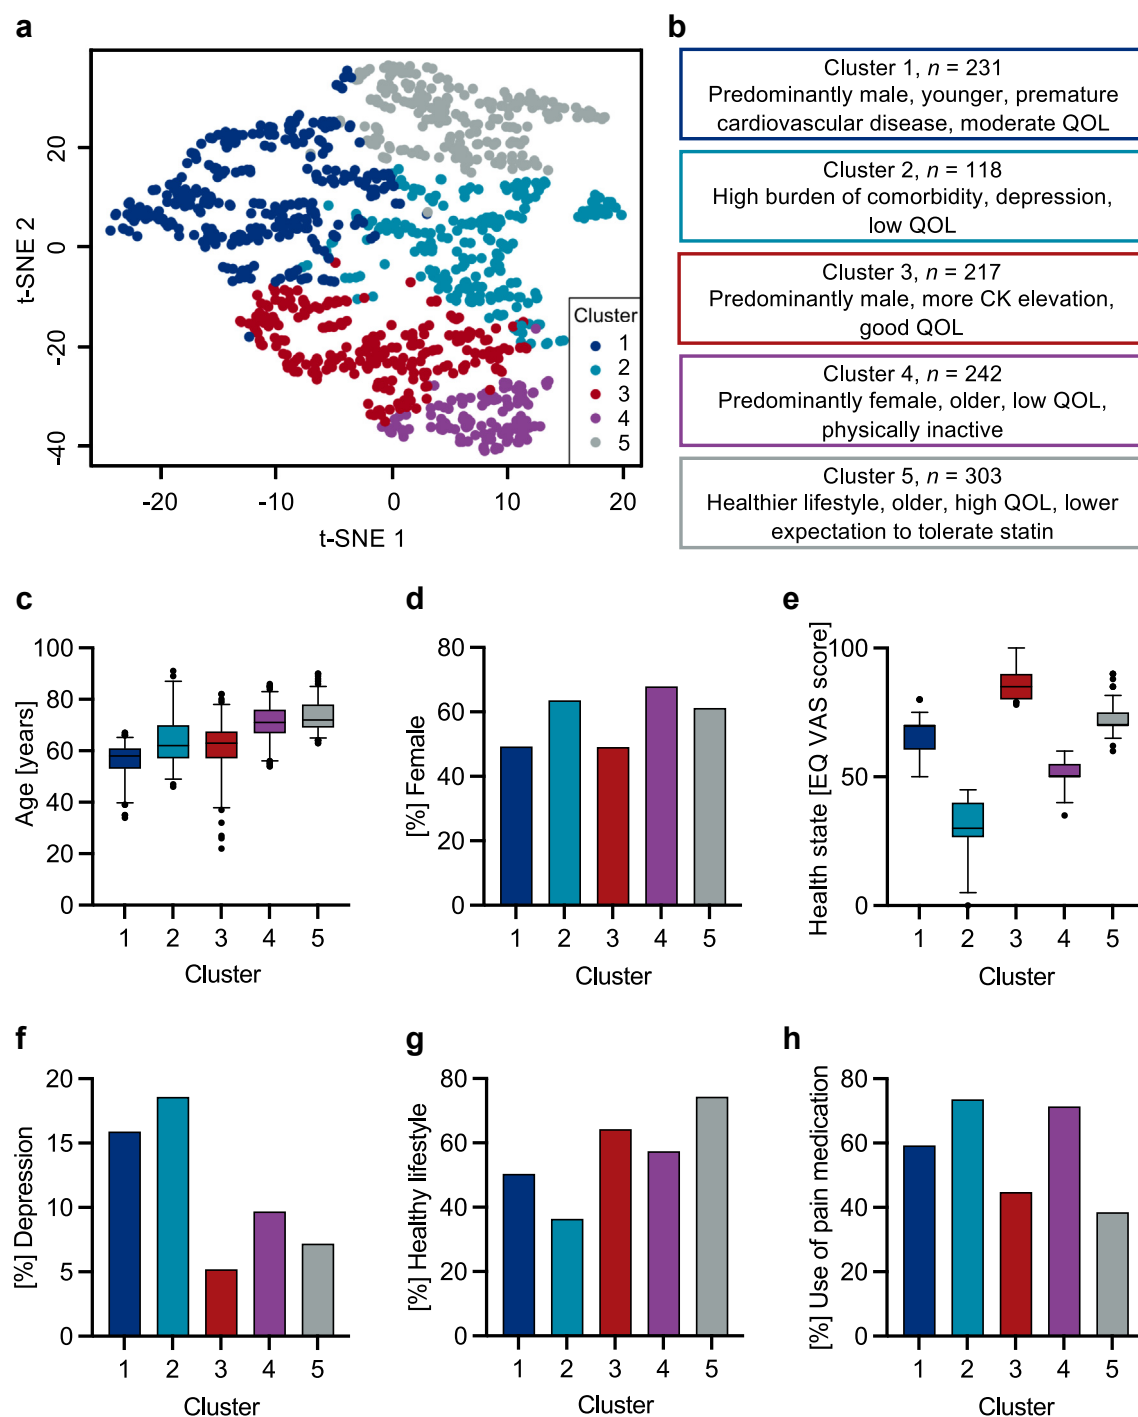 a
t-SNE 2
20
0
-20
-40
-20
-10
0
10
20
t-SNE 1
Cluster
1
2
3
4
5
b
Cluster 1, n = 231
Predominantly male, younger, premature
cardiovascular disease, moderate QOL
Cluster 2, n = 118
High burden of comorbidity, depression,
low QOL
Cluster 3, n = 217
Predominantly male, more CK elevation,
good QOL
Cluster 4, n = 242
Predominantly female, older, low QOL,
physically inactive
Cluster 5, n = 303
Healthier lifestyle, older, high QOL, lower
expectation to tolerate statin
c
Age [years]
100
80
60
40
20
0
1 2 3 4 5
Cluster
d
[%] Female
80
60
40
20
0
1 2 3 4 5
Cluster
e
Health state [EQ VAS score]
100
50
0
1 2 3 4 5
Cluster
f
[%] Depression
20
15
10
5
0
1 2 3 4 5
Cluster
g
[%] Healthy lifestyle
80
60
40
20
0
1 2 3 4 5
Cluster
h
[%] Use of pain medication
80
60
40
20
0
1 2 3 4 5
Cluster